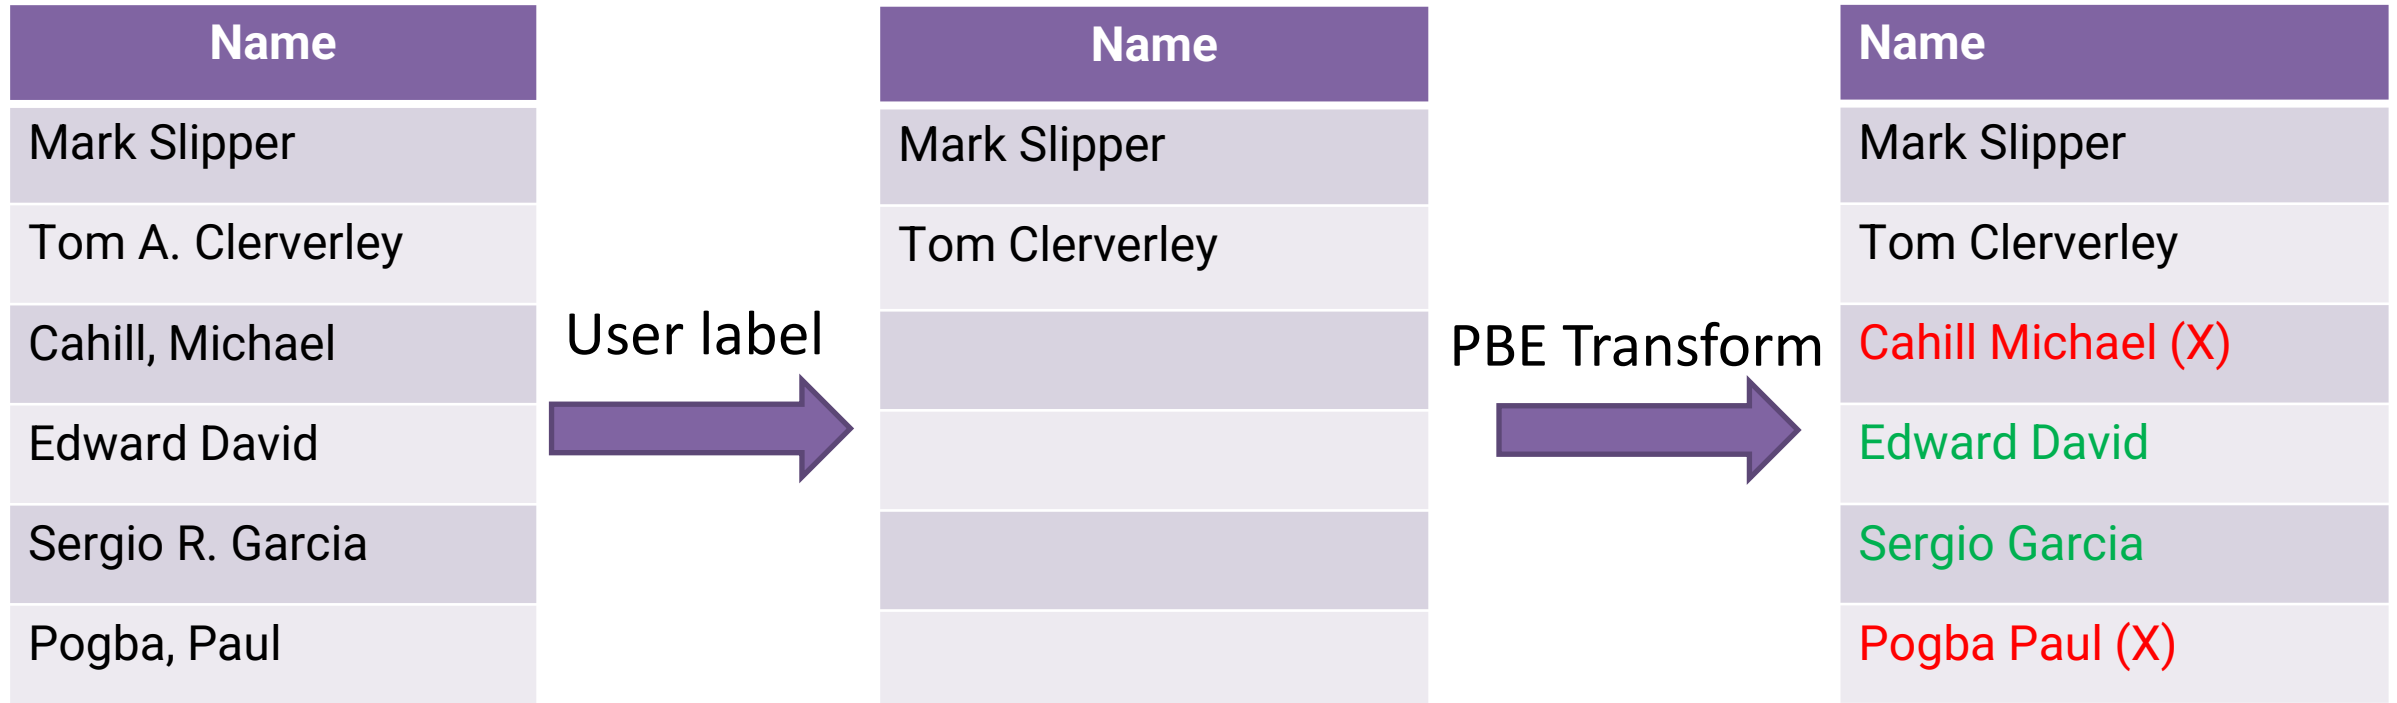 Name
Mark Slipper
Tom A. Clerverley
Cahill, Michael
Edward David
Sergio R. Garcia
Pogba, Paul
User label
Name
Mark Slipper
Tom Clerverley
PBE Transform
Name
Mark Slipper
Tom Clerverley
Cahill Michael (X)
Edward David
Sergio Garcia
Pogba Paul (X)